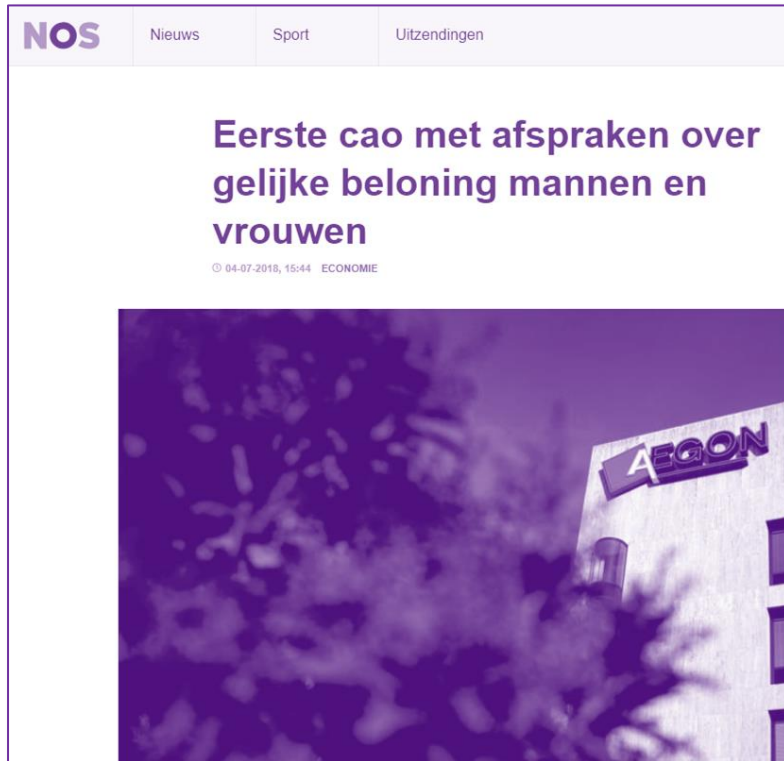 NOS Nieuws Sport Uitzendingen
Eerste cao met afspraken over
gelijke beloning mannen en
vrouwen
04-07-2018, 15:44 ECONOMIE
AEGON